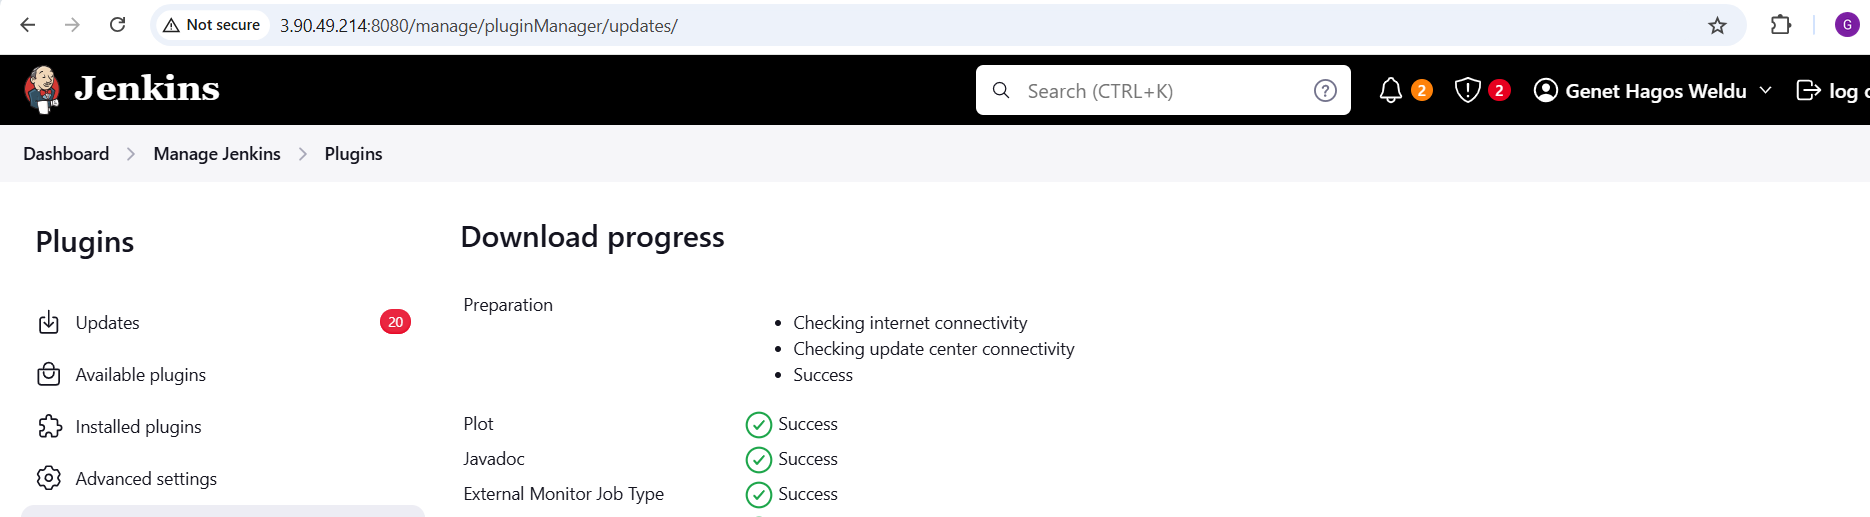 Not secure 3.90.49.214:8080/manage/pluginManager/updates/ G
Jenkins Search (CTRL+K) ? 2 2 Genet Hagos Weldu log
Dashboard Manage Jenkins Plugins
Plugins
Updates 20
Available plugins
Installed plugins
Advanced settings
Download progress
Preparation
• Checking internet connectivity
• Checking update center connectivity
• Success
Plot Success
Javadoc Success
External Monitor Job Type Success